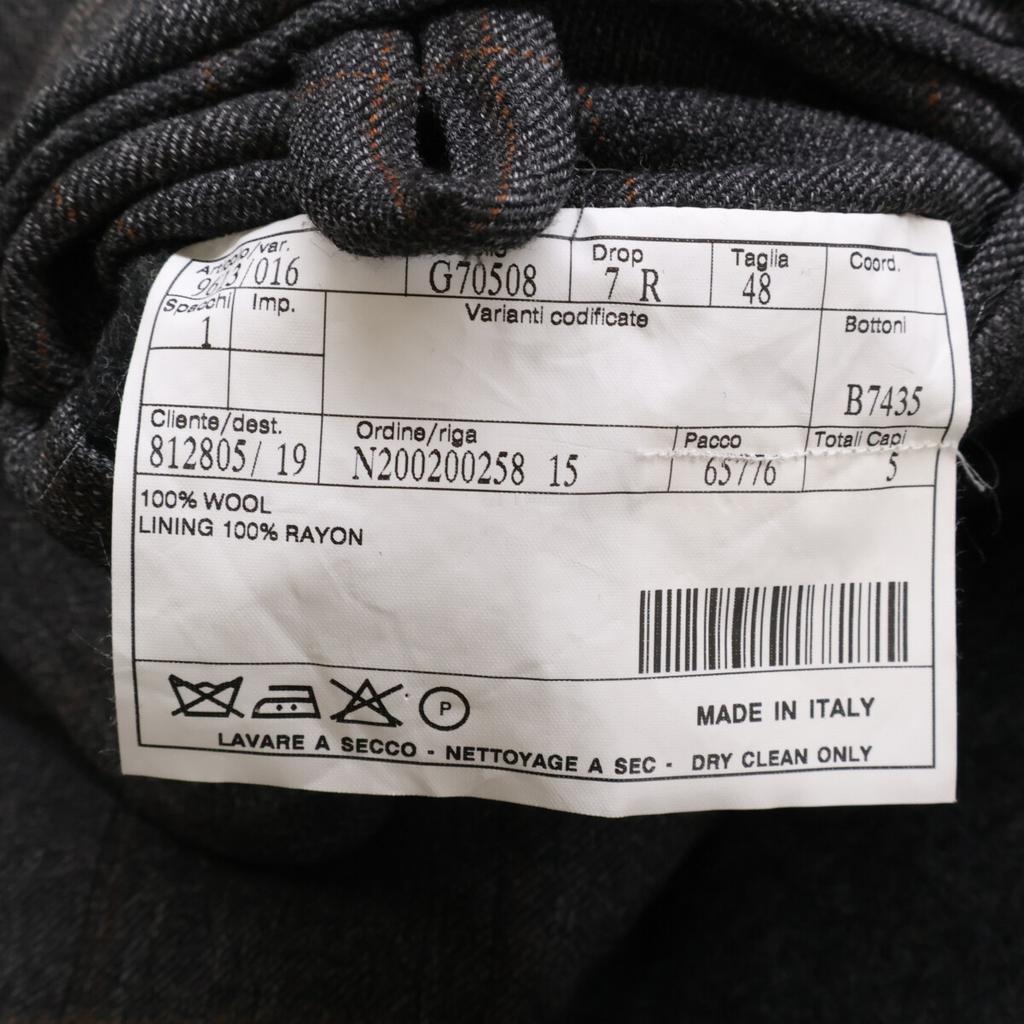 Articolo/var. Drop Taglia Coord.
/016 G70508 7 R 48
Spacchi Imp. Varianti codificate Bottoni
1
B7435
Cliente/dest. Ordine/riga Pacco Totali Capi
812805/ 19 N200200258 15 65776 5
100% WOOL
LINING 100% RAYON
P MADE IN ITALY
LAVARE A SECCO - NETTOYAGE A SEC - DRY CLEAN ONLY